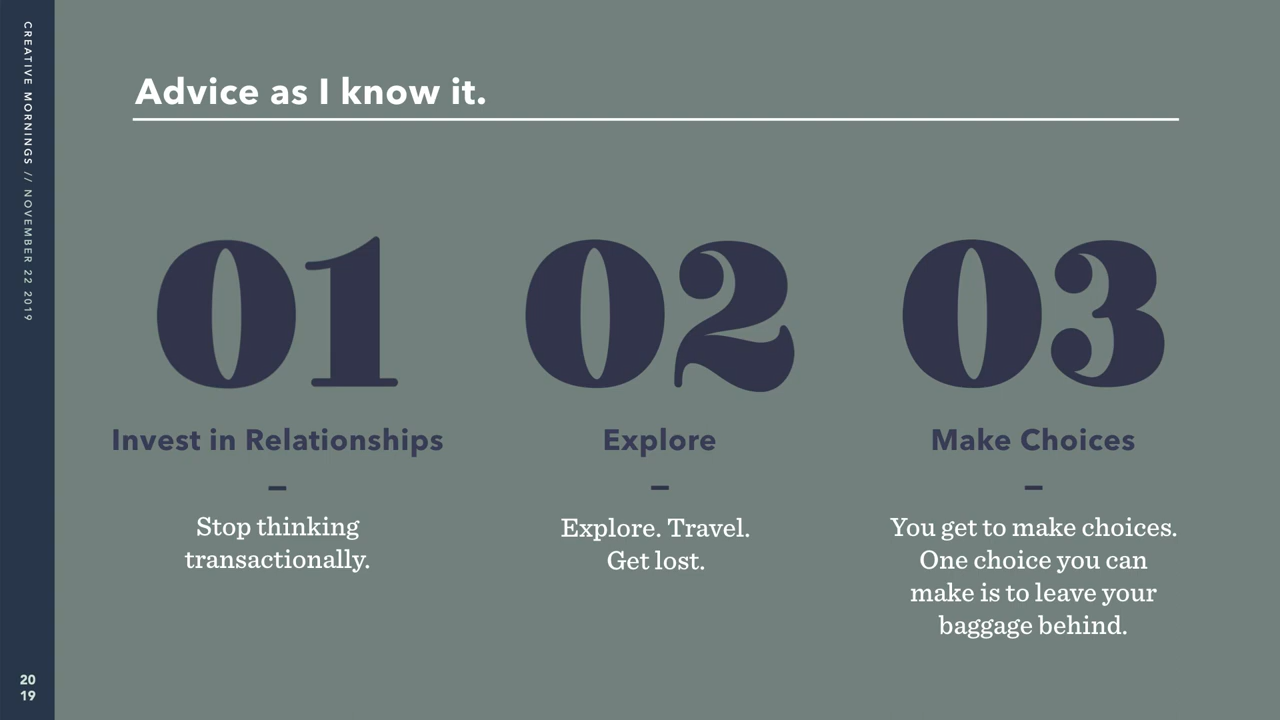 CREATIVE MORNINGS // NOVEMBER 22 2019
Advice as I know it.
01
Invest in Relationships
–
Stop thinking
transactionally.
02
Explore
–
Explore. Travel.
Get lost.
03
Make Choices
–
You get to make choices.
One choice you can
make is to leave your
baggage behind.
20
19